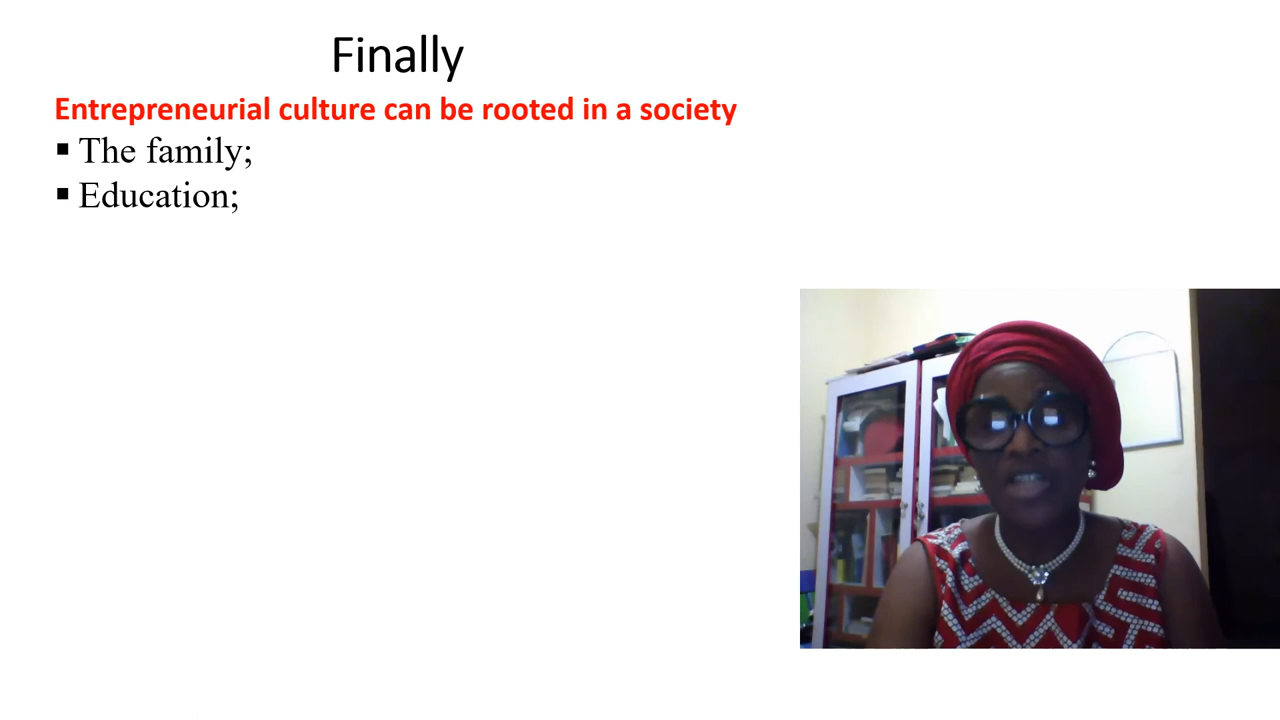 Finally
Entrepreneurial culture can be rooted in a society
▪ The family;
▪ Education;